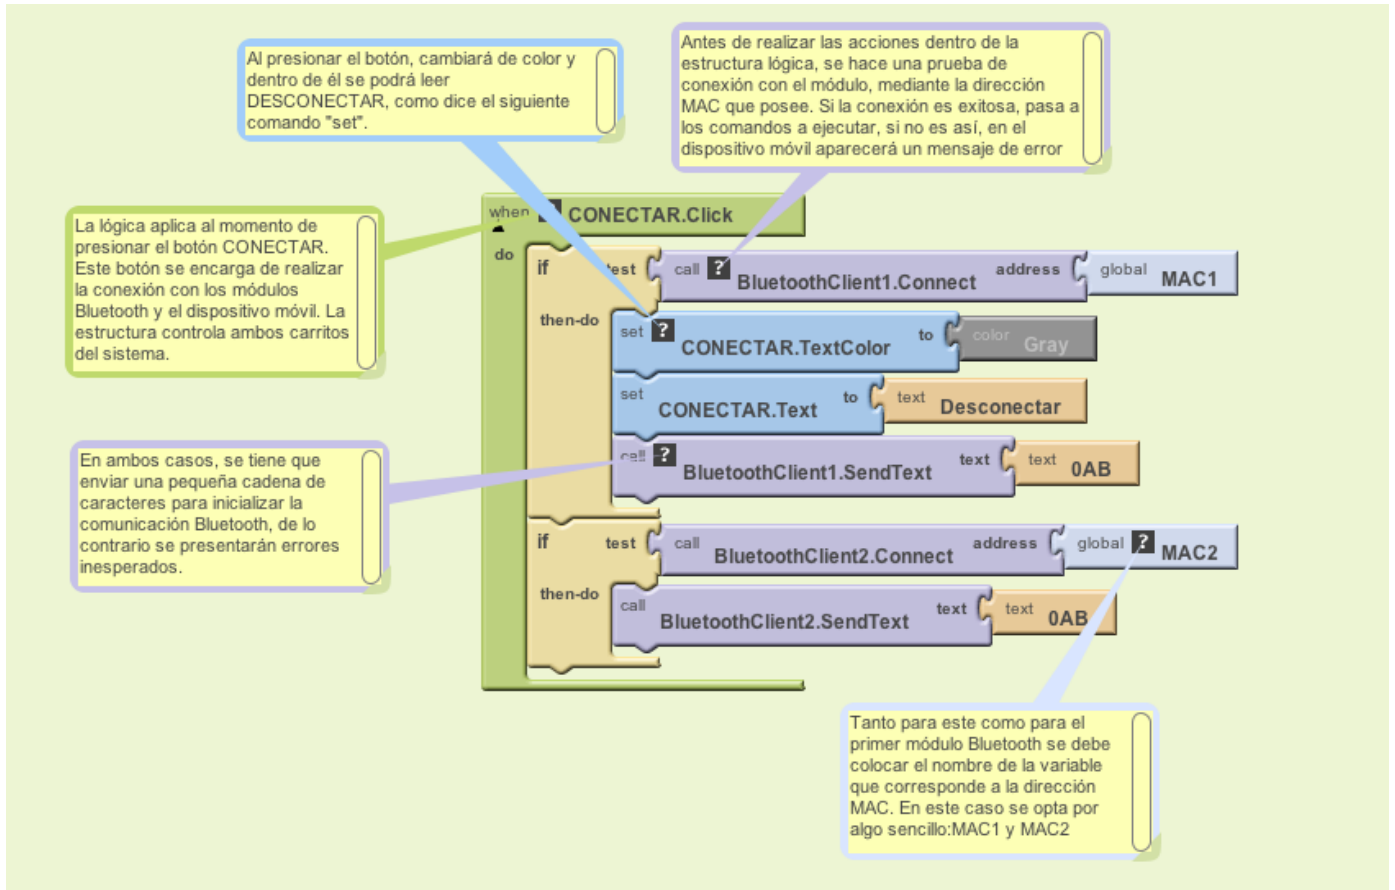 Al presionar el botón, cambiará de color y
dentro de él se podrá leer
DESCONECTAR, como dice el siguiente
comando "set".
Antes de realizar las acciones dentro de la
estructura lógica, se hace una prueba de
conexión con el módulo, mediante la dirección
MAC que posee. Si la conexión es exitosa, pasa a
los comandos a ejecutar, si no es así, en el
dispositivo móvil aparecerá un mensaje de error
La lógica aplica al momento de
presionar el botón CONECTAR.
Este botón se encarga de realizar
la conexión con los módulos
Bluetooth y el dispositivo móvil. La
estructura controla ambos carritos
del sistema.
when ? CONECTAR.Click
do
if test call ? BluetoothClient1.Connect address global MAC1
then-do set ? CONECTAR.TextColor to color Gray
set CONECTAR.Text to text Desconectar
call ? BluetoothClient1.SendText text text 0AB
En ambos casos, se tiene que
enviar una pequeña cadena de
caracteres para inicializar la
comunicación Bluetooth, de lo
contrario se presentarán errores
inesperados.
if test call BluetoothClient2.Connect address global ? MAC2
then-do call BluetoothClient2.SendText text text 0AB
Tanto para este como para el
primer módulo Bluetooth se debe
colocar el nombre de la variable
que corresponde a la dirección
MAC. En este caso se opta por
algo sencillo:MAC1 y MAC2